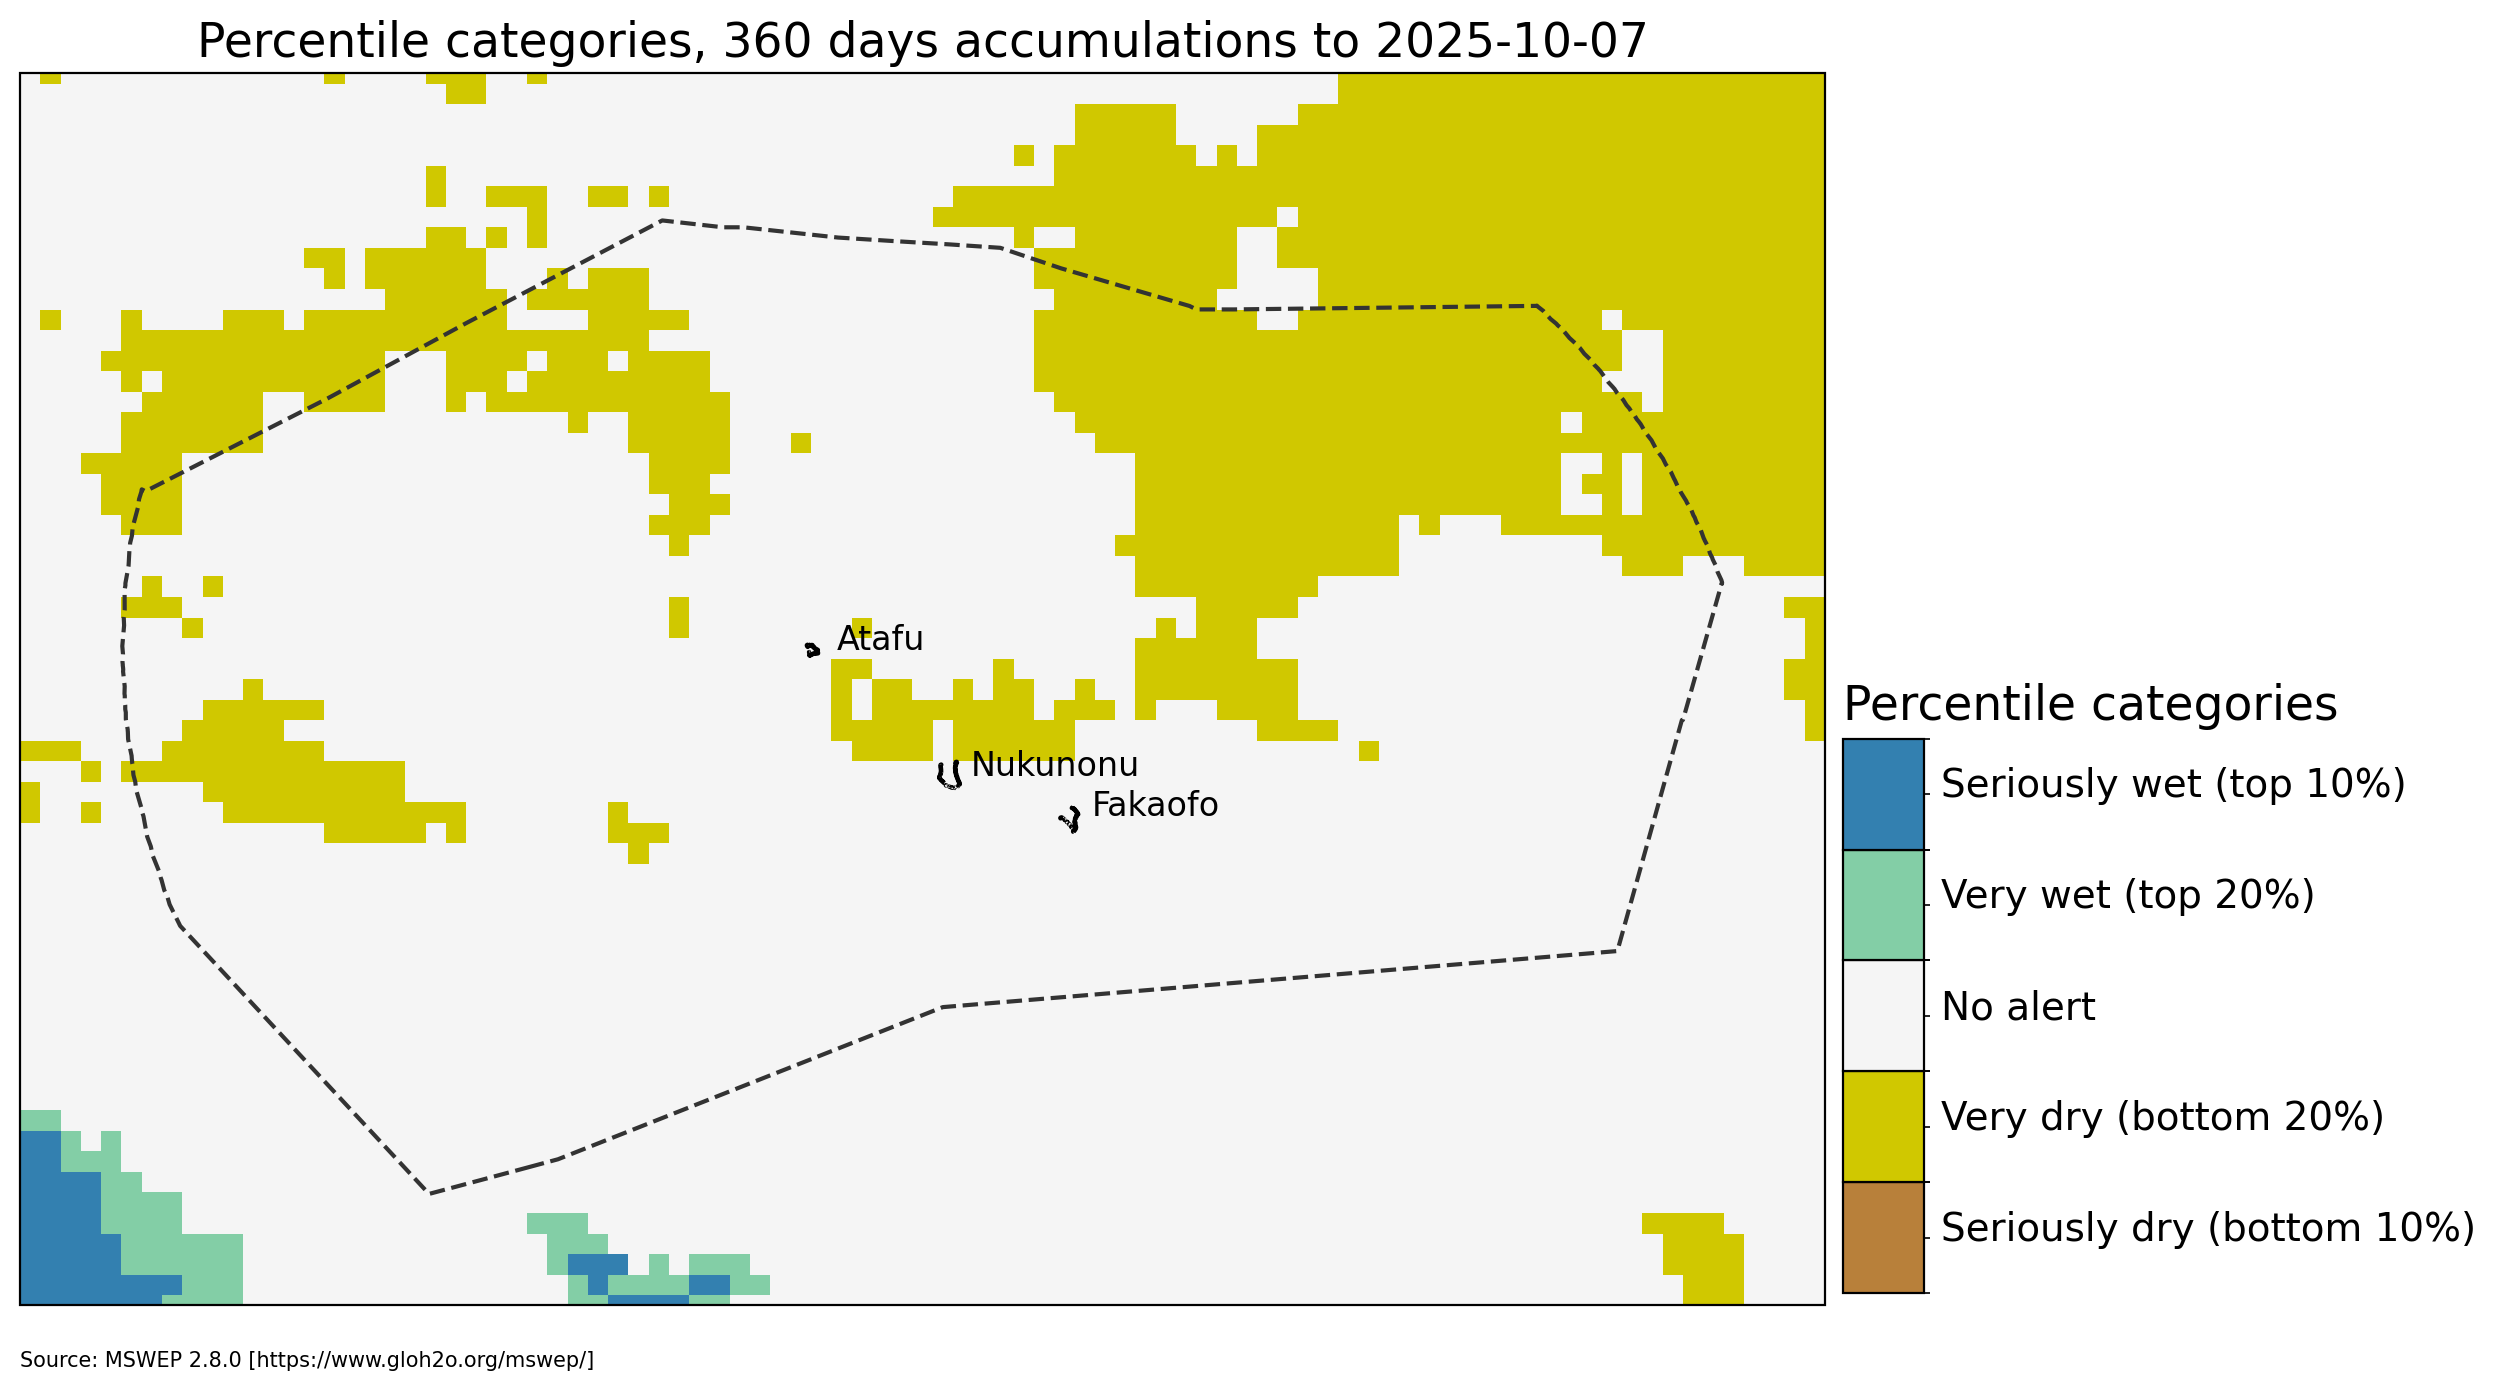 Percentile categories, 360 days accumulations to 2025-10-07
Atafu
Nukunonu
Fakaofo
Percentile categories
Seriously wet (top 10%)
Very wet (top 20%)
No alert
Very dry (bottom 20%)
Seriously dry (bottom 10%)
Source: MSWEP 2.8.0 [https://www.gloh2o.org/mswep/]